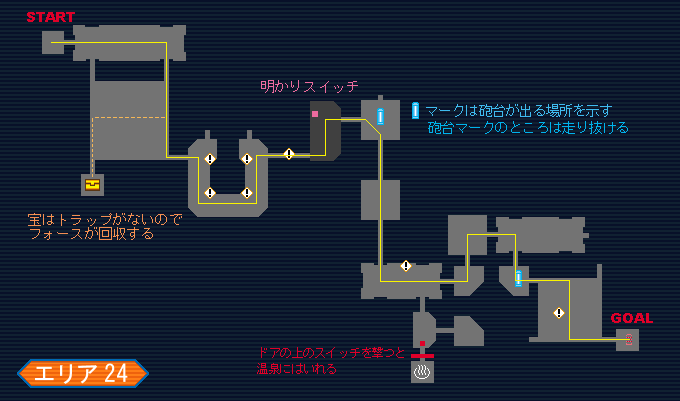 START
明かりスイッチ
マークは砲台が出る場所を示す
砲台マークのところは走り抜ける
宝はトラップがないので
フォースが回収する
GOAL
ドアの上のスイッチを撃つと
温泉にはいれる
エリア24